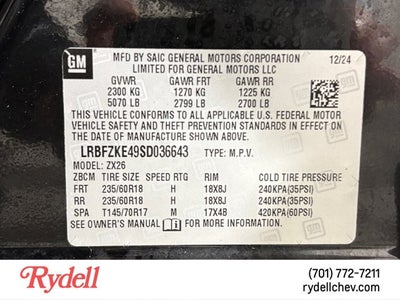 GM
MFD BY SAIC GENERAL MOTORS CORPORATION 12/24
LIMITED FOR GENERAL MOTORS LLC
GVWR GAWR FRT GAWR RR
2300 KG 1270 KG 1225 KG
5070 LB 2799 LB 2700 LB
THIS VEHICLE CONFORMS TO ALL APPLICABLE U.S. FEDERAL MOTOR
VEHICLE SAFETY AND THEFT PREVENTION STANDARDS IN EFFECT ON
THE DATE OF MANUFACTURE SHOWN ABOVE.
LRBFZKE49SD036643 TYPE: M.P.V.
MODEL: ZX26
ZBCM TIRE SIZE SPEED RTG RIM COLD TIRE PRESSURE
FRT 235/60R18 H 18X8J 240KPA(35PSI)
RR 235/60R18 H 18X8J 240KPA(35PSI)
SPA T145/70R17 M 17X4B 420KPA(60PSI)
SEE OWNER'S MANUAL FOR MORE INFORMATION.
Rydell
(701) 772-7211
rydellchev.com